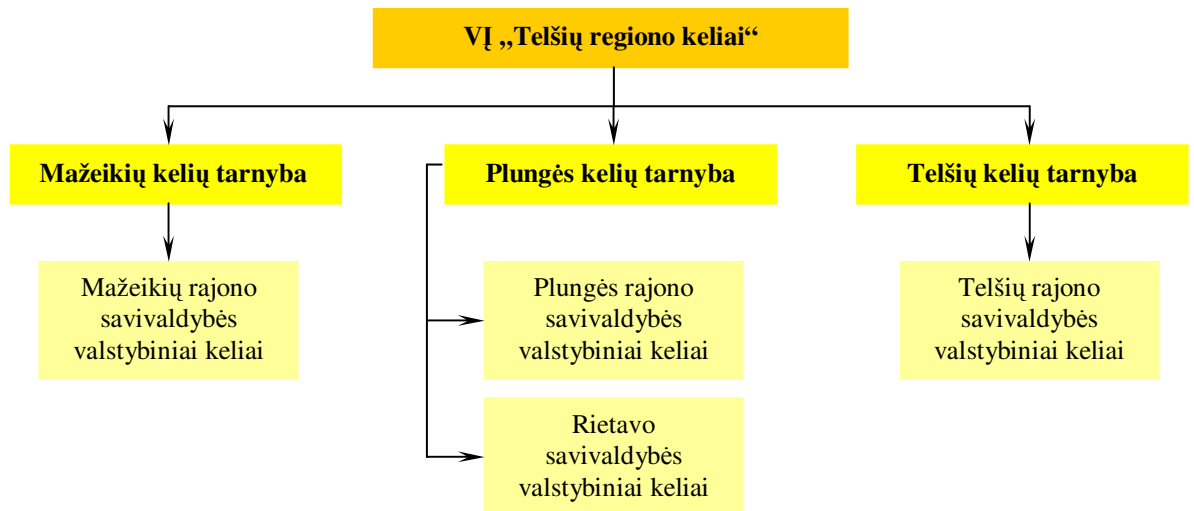 VĮ „Telšių regiono keliai“
Mažeikių kelių tarnyba
Plungės kelių tarnyba
Telšių kelių tarnyba
Mažeikių rajono
savivaldybės
valstybiniai keliai
Plungės rajono
savivaldybės
valstybiniai keliai
Telšių rajono
savivaldybės
valstybiniai keliai
Rietavo
savivaldybės
valstybiniai keliai